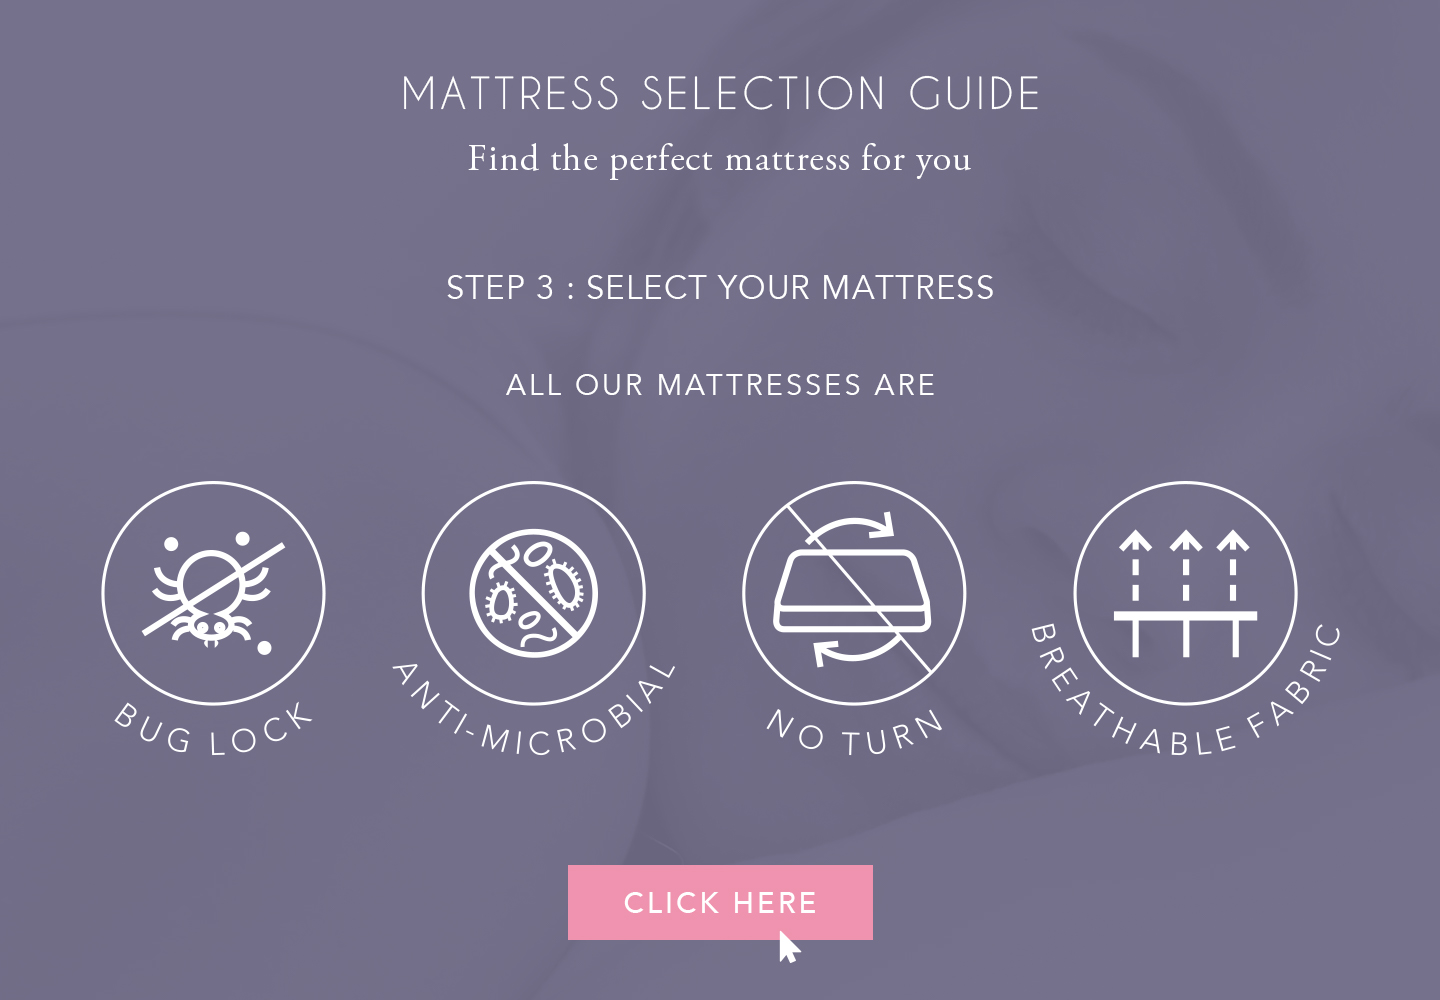 MATTRESS SELECTION GUIDE
Find the perfect mattress for you
STEP 3 : SELECT YOUR MATTRESS
ALL OUR MATTRESSES ARE
BUG LOCK
ANTI-MICROBIAL
NO TURN
BREATHABLE FABRIC
CLICK HERE